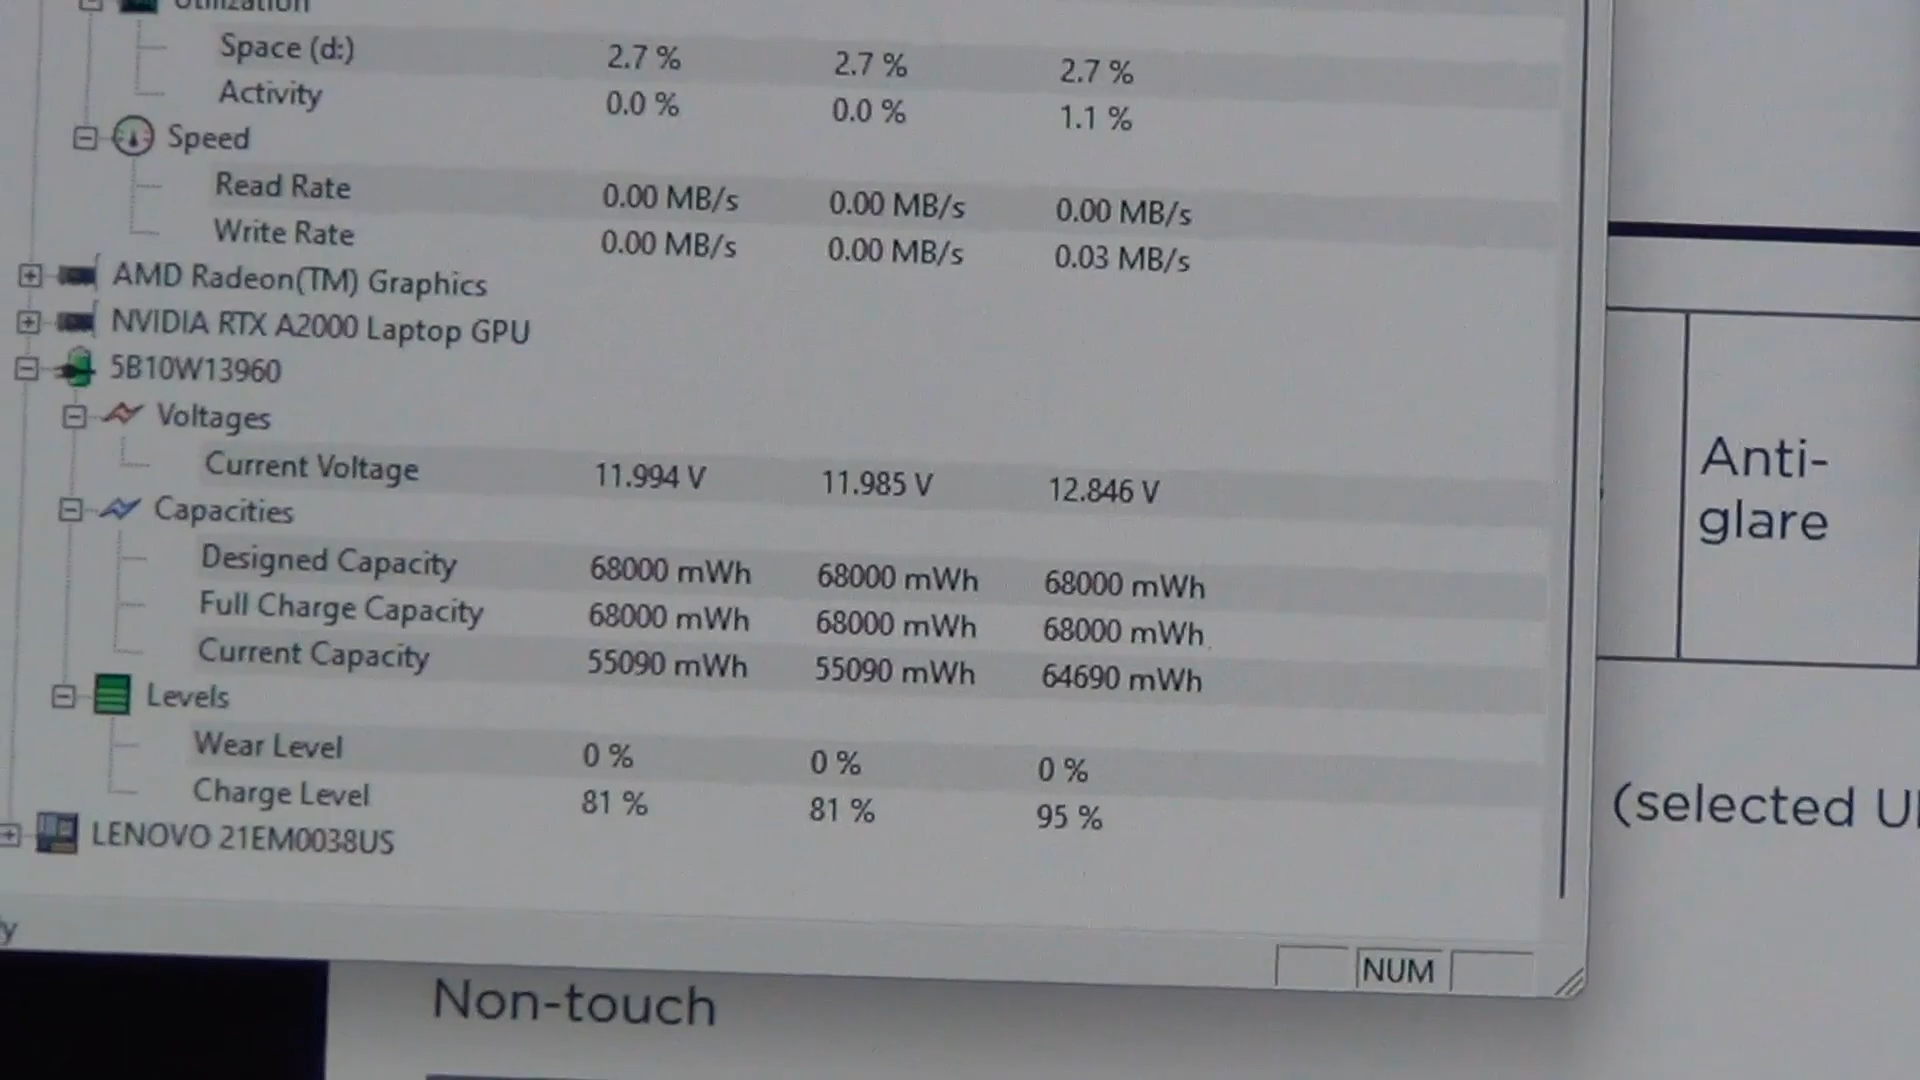 Utilization
Space (d:) 2.7 % 2.7 % 2.7 %
Activity 0.0 % 0.0 % 1.1 %
Speed
Read Rate 0.00 MB/s 0.00 MB/s 0.00 MB/s
Write Rate 0.00 MB/s 0.00 MB/s 0.03 MB/s
AMD Radeon(TM) Graphics
NVIDIA RTX A2000 Laptop GPU
5B10W13960
Voltages
Current Voltage 11.994 V 11.985 V 12.846 V
Capacities
Designed Capacity 68000 mWh 68000 mWh 68000 mWh
Full Charge Capacity 68000 mWh 68000 mWh 68000 mWh
Current Capacity 55090 mWh 55090 mWh 64690 mWh
Levels
Wear Level 0 % 0 % 0 %
Charge Level 81 % 81 % 95 %
LENOVO 21EM0038US
NUM
Anti-
glare
(selected
Non-touch